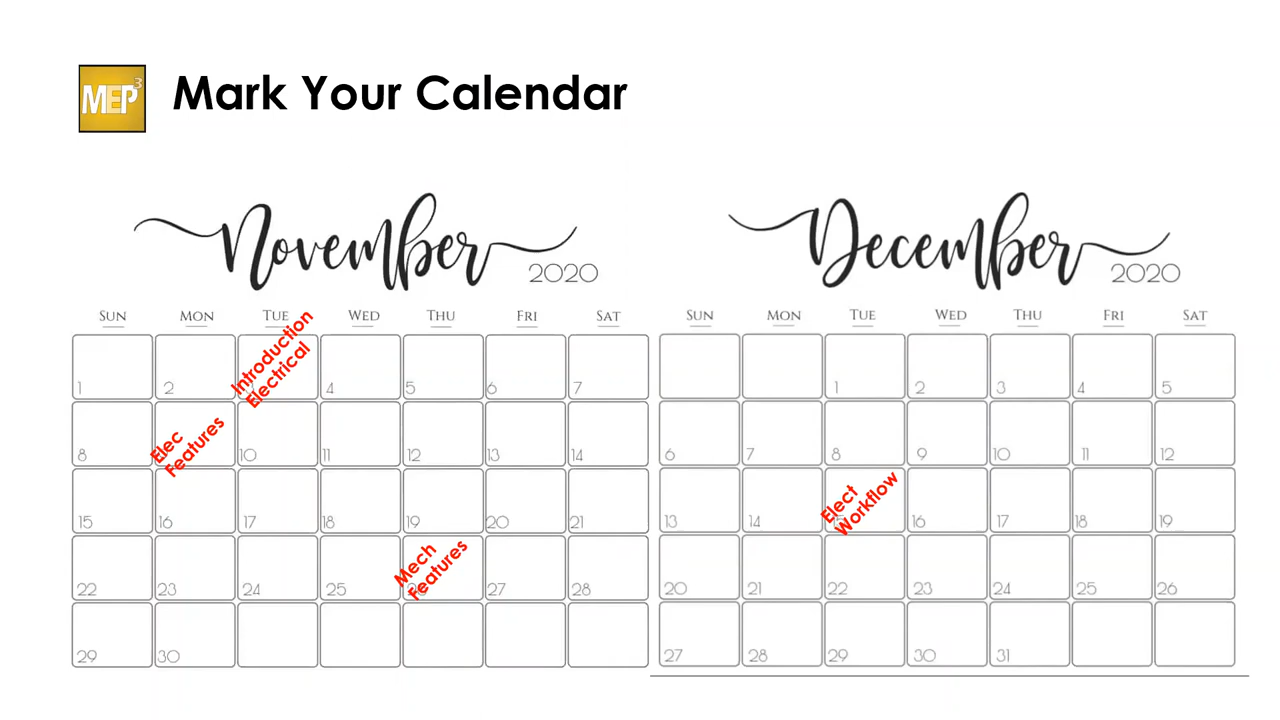 MEP3
Mark Your Calendar
November
2020
SUN MON TUE WED THU FRI SAT
Introduction
Electrical
1 2 4 5 6 7
Elec
Features
8 10 11 12 13 14
15 16 17 18 19 20 21
Mech
Features
22 23 24 25 27 28
29 30
December
2020
SUN MON TUE WED THU FRI SAT
1 2 3 4 5
6 7 8 9 10 11 12
Elect
Workflow
13 14 16 17 18 19
20 21 22 23 24 25 26
27 28 29 30 31